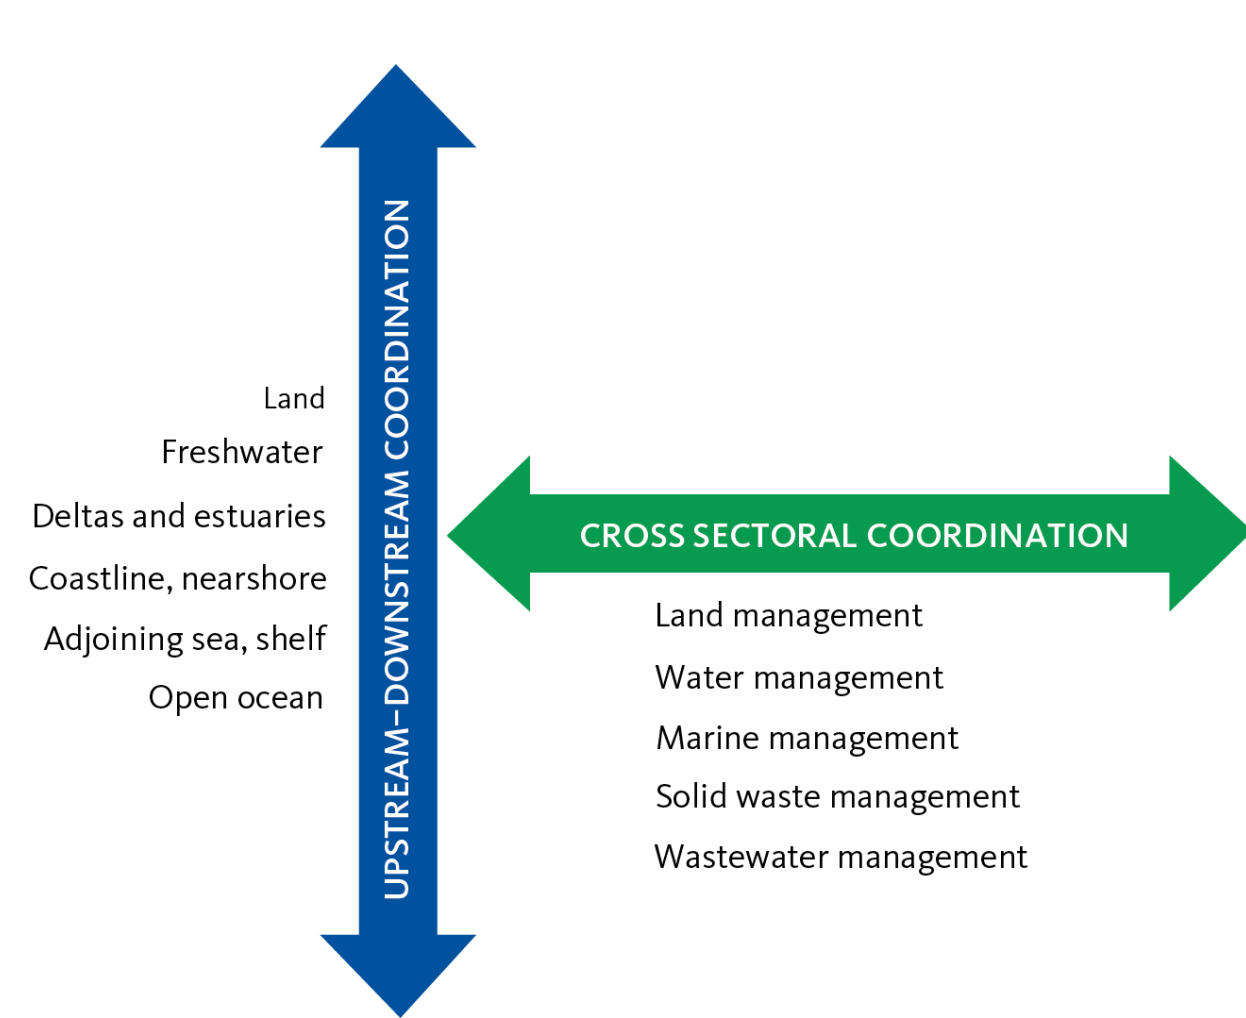 Land
Freshwater
Deltas and estuaries
Coastline, nearshore
Adjoining sea, shelf
Open ocean
UPSTREAM–DOWNSTREAM COORDINATION
CROSS SECTORAL COORDINATION
Land management
Water management
Marine management
Solid waste management
Wastewater management